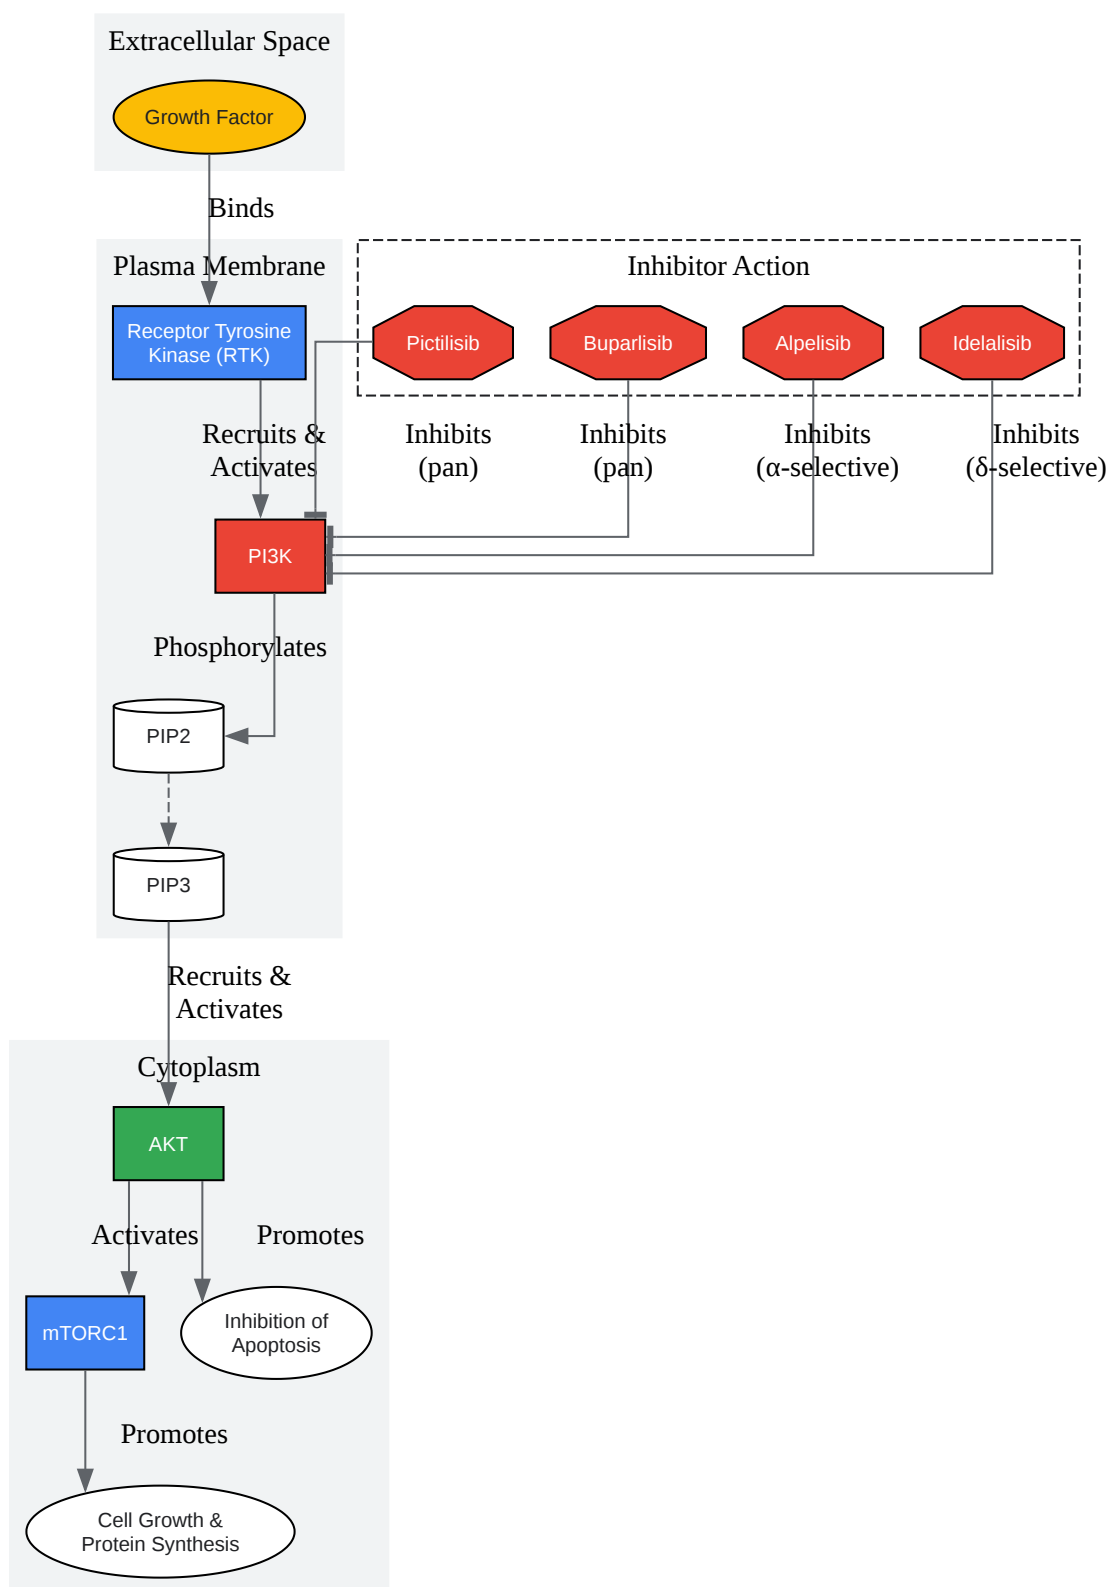 Extracellular Space
Growth Factor
Binds
Plasma Membrane
Inhibitor Action
Receptor Tyrosine
Kinase (RTK)
Pictilisib
Buparlisib
Alpelisib
Idelalisib
Recruits &
Activates
Inhibits
(pan)
Inhibits
(pan)
Inhibits
(α-selective)
Inhibits
(δ-selective)
PI3K
Phosphorylates
PIP2
PIP3
Recruits &
Activates
Cytoplasm
AKT
Activates
Promotes
mTORC1
Inhibition of
Apoptosis
Promotes
Cell Growth &
Protein Synthesis